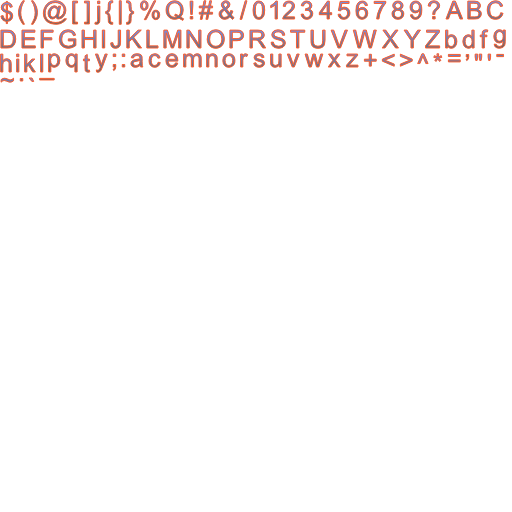 $()@[]j{|}%Q!#&/0123456789?ABC
DEFGHIJKLMNOPRSTUVWXYZbdfg
hiklpqty;:acemnorsuvwxz+<>^*='"'-
~.`_